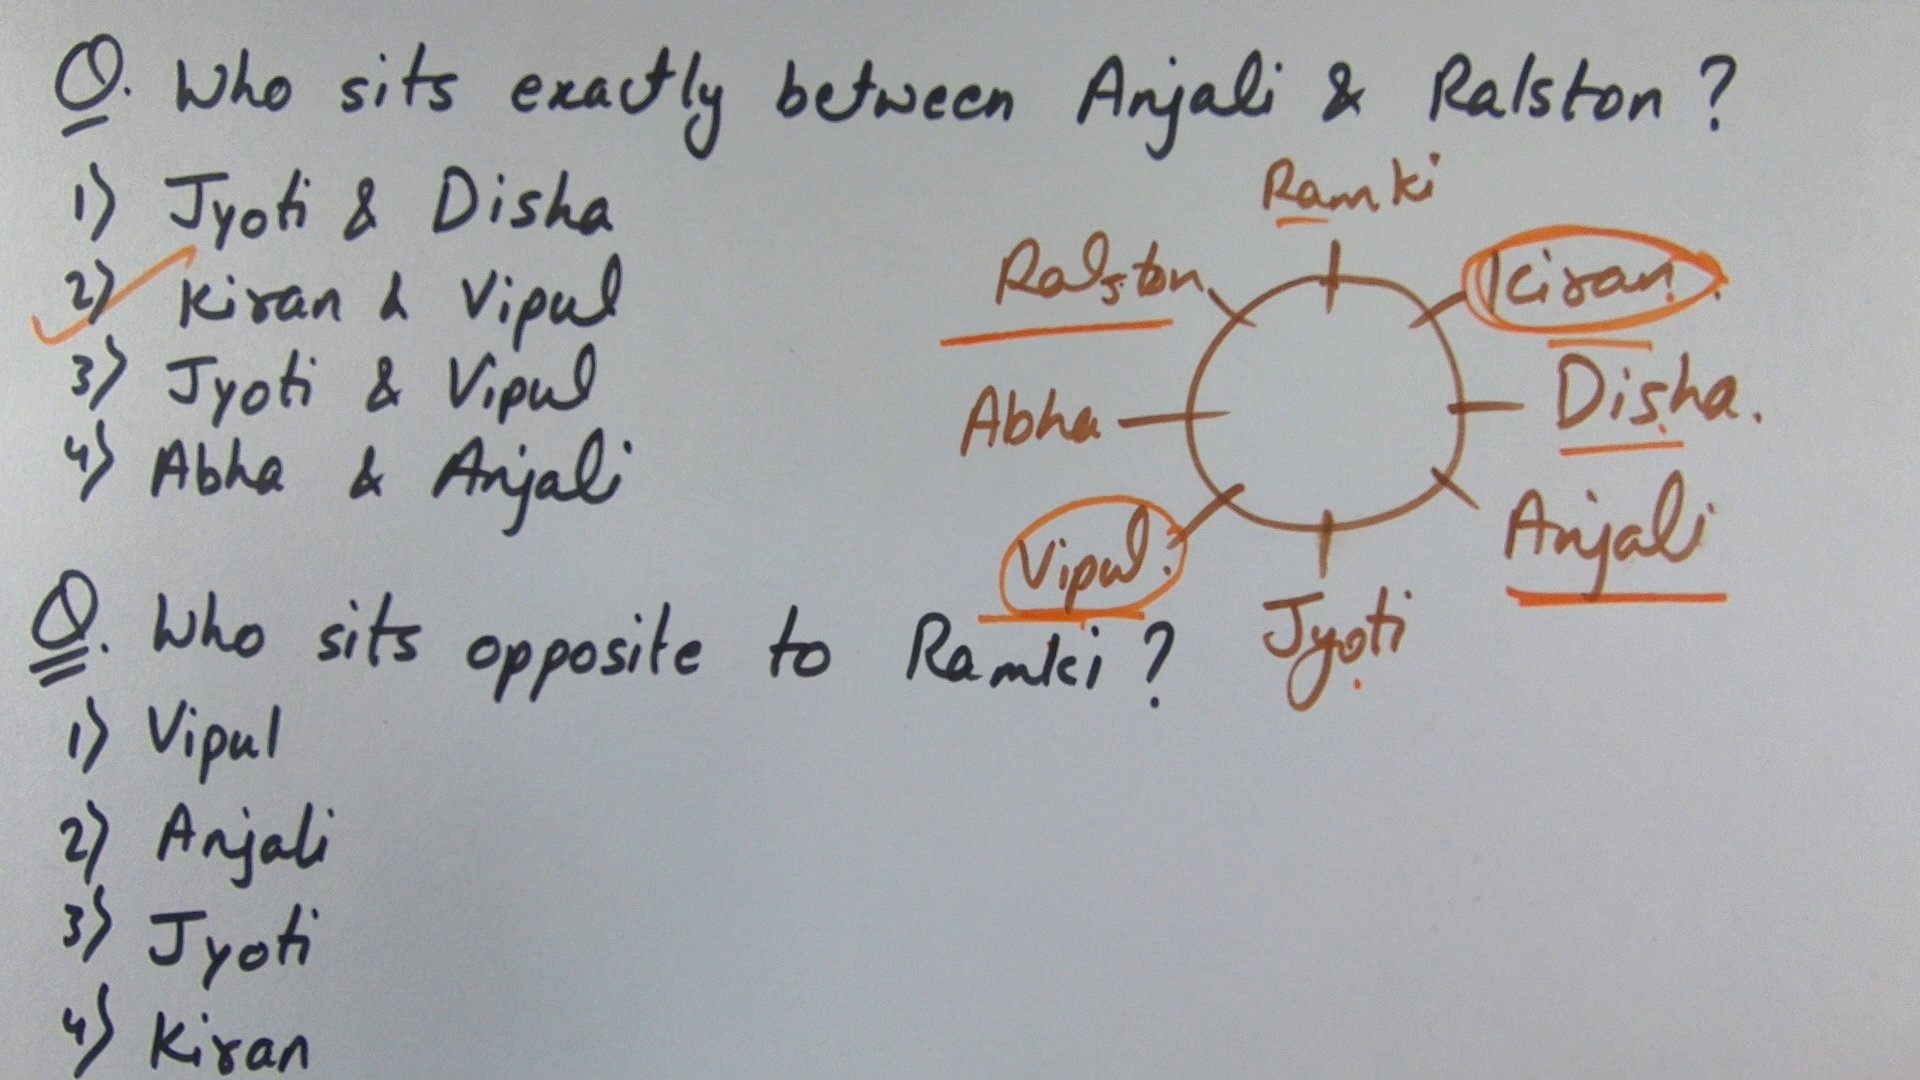 Q. Who sits exactly between Anjali & Ralston?
1) Jyoti & Disha
2) Kiran & Vipul
3) Jyoti & Vipul
4) Abha & Anjali
Ramki
Ralston
Kiran
Abha
Disha
Vipul
Anjali
Jyoti
Q. Who sits opposite to Ramki?
1) Vipul
2) Anjali
3) Jyoti
4) Kiran